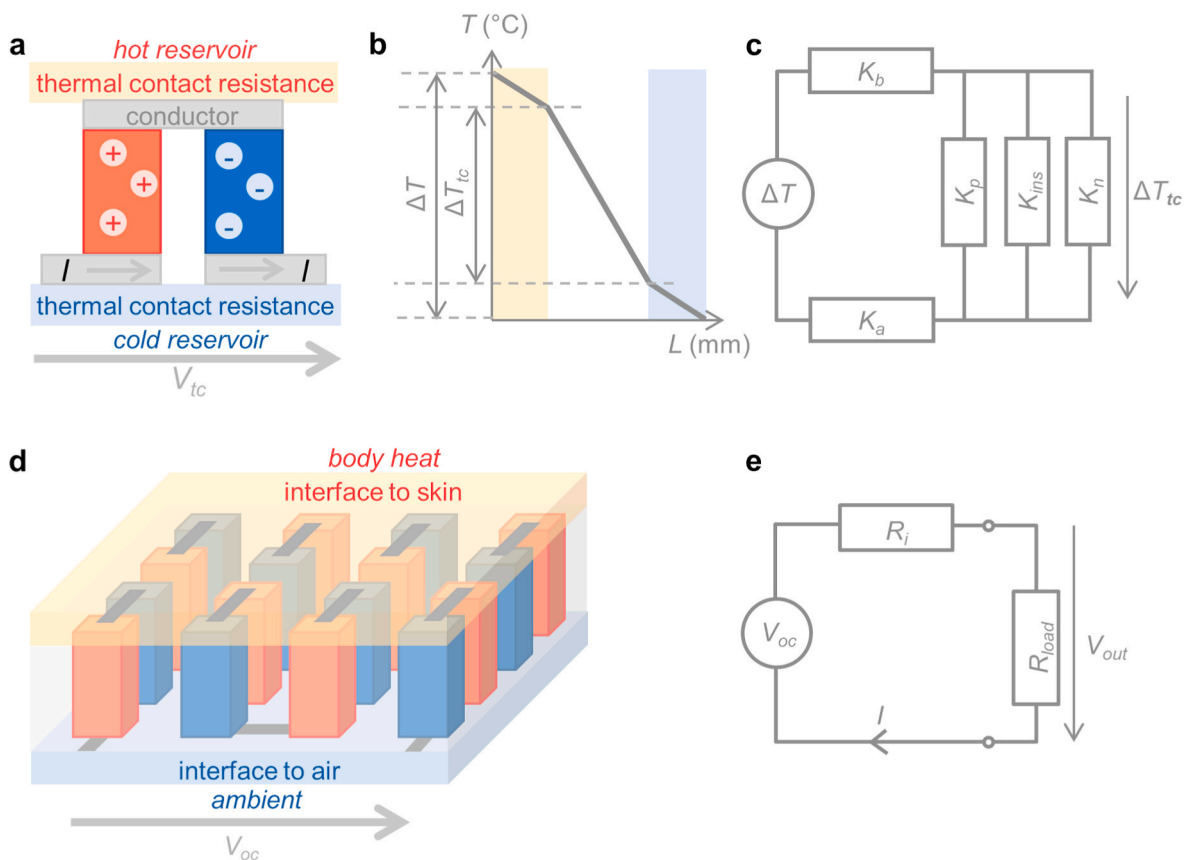 a
hot reservoir
thermal contact resistance
conductor
+
+
+
-
-
-
I
I
thermal contact resistance
cold reservoir
Vtc
b
T (°C)
ΔT
ΔTtc
L (mm)
c
Kb
ΔT
Kp
Kins
Kn
ΔTtc
Ka
d
body heat
interface to skin
interface to air
ambient
Voc
e
Ri
Voc
Rload
Vout
I